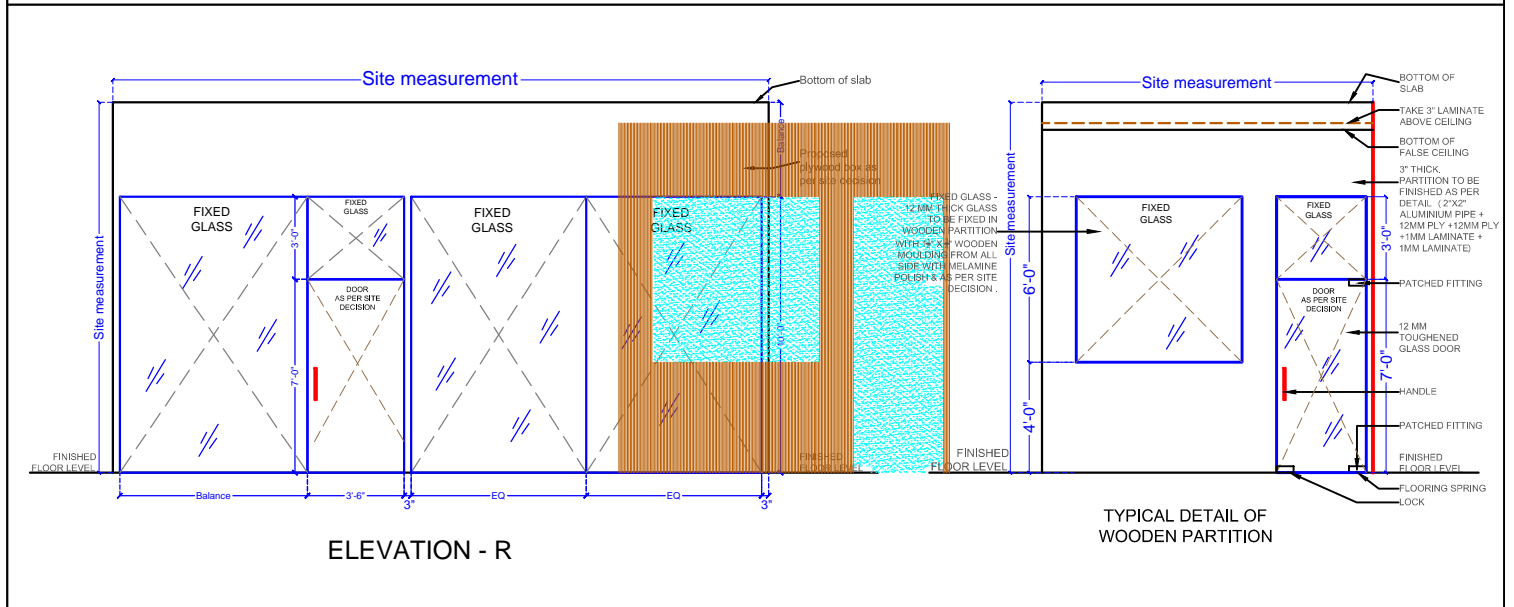 Site measurement
Bottom of slab
Site measurement
Balance
Proposed
plywood box as
per site decision
FIXED
GLASS
FIXED
GLASS
FIXED
GLASS
FIXED
GLASS
3'-0"
DOOR
AS PER SITE
DECISION
7'-0"
10'-0"
FINISHED
FLOOR LEVEL
FINISHED
FLOOR LEVEL
Balance
3'-6"
3"
EQ
EQ
3"
ELEVATION - R
Site measurement
Site measurement
FIXED GLASS -
12 MM THICK GLASS
TO BE FIXED IN
WOODEN PARTITION
WOODEN
MOULDING FROM ALL
SIDE WITH MELAMINE
POLISH & AS PER SITE
DECISION .
FIXED
GLASS
6'-0"
4'-0"
FIXED
GLASS
3'-0"
DOOR
AS PER SITE
DECISION
7'-0"
FINISHED
FLOOR LEVEL
BOTTOM OF
SLAB
TAKE 3" LAMINATE
ABOVE CEILING
BOTTOM OF
FALSE CEILING
3" THICK.
PARTITION TO BE
FINISHED AS PER
DETAIL ( 2"X2"
ALUMINIUM PIPE +
12MM PLY +12MM PLY
+1MM LAMINATE +
1MM LAMINATE)
PATCHED FITTING
12 MM
TOUGHENED
GLASS DOOR
HANDLE
PATCHED FITTING
FINISHED
FLOOR LEVEL
FLOORING SPRING
LOCK
TYPICAL DETAIL OF
WOODEN PARTITION